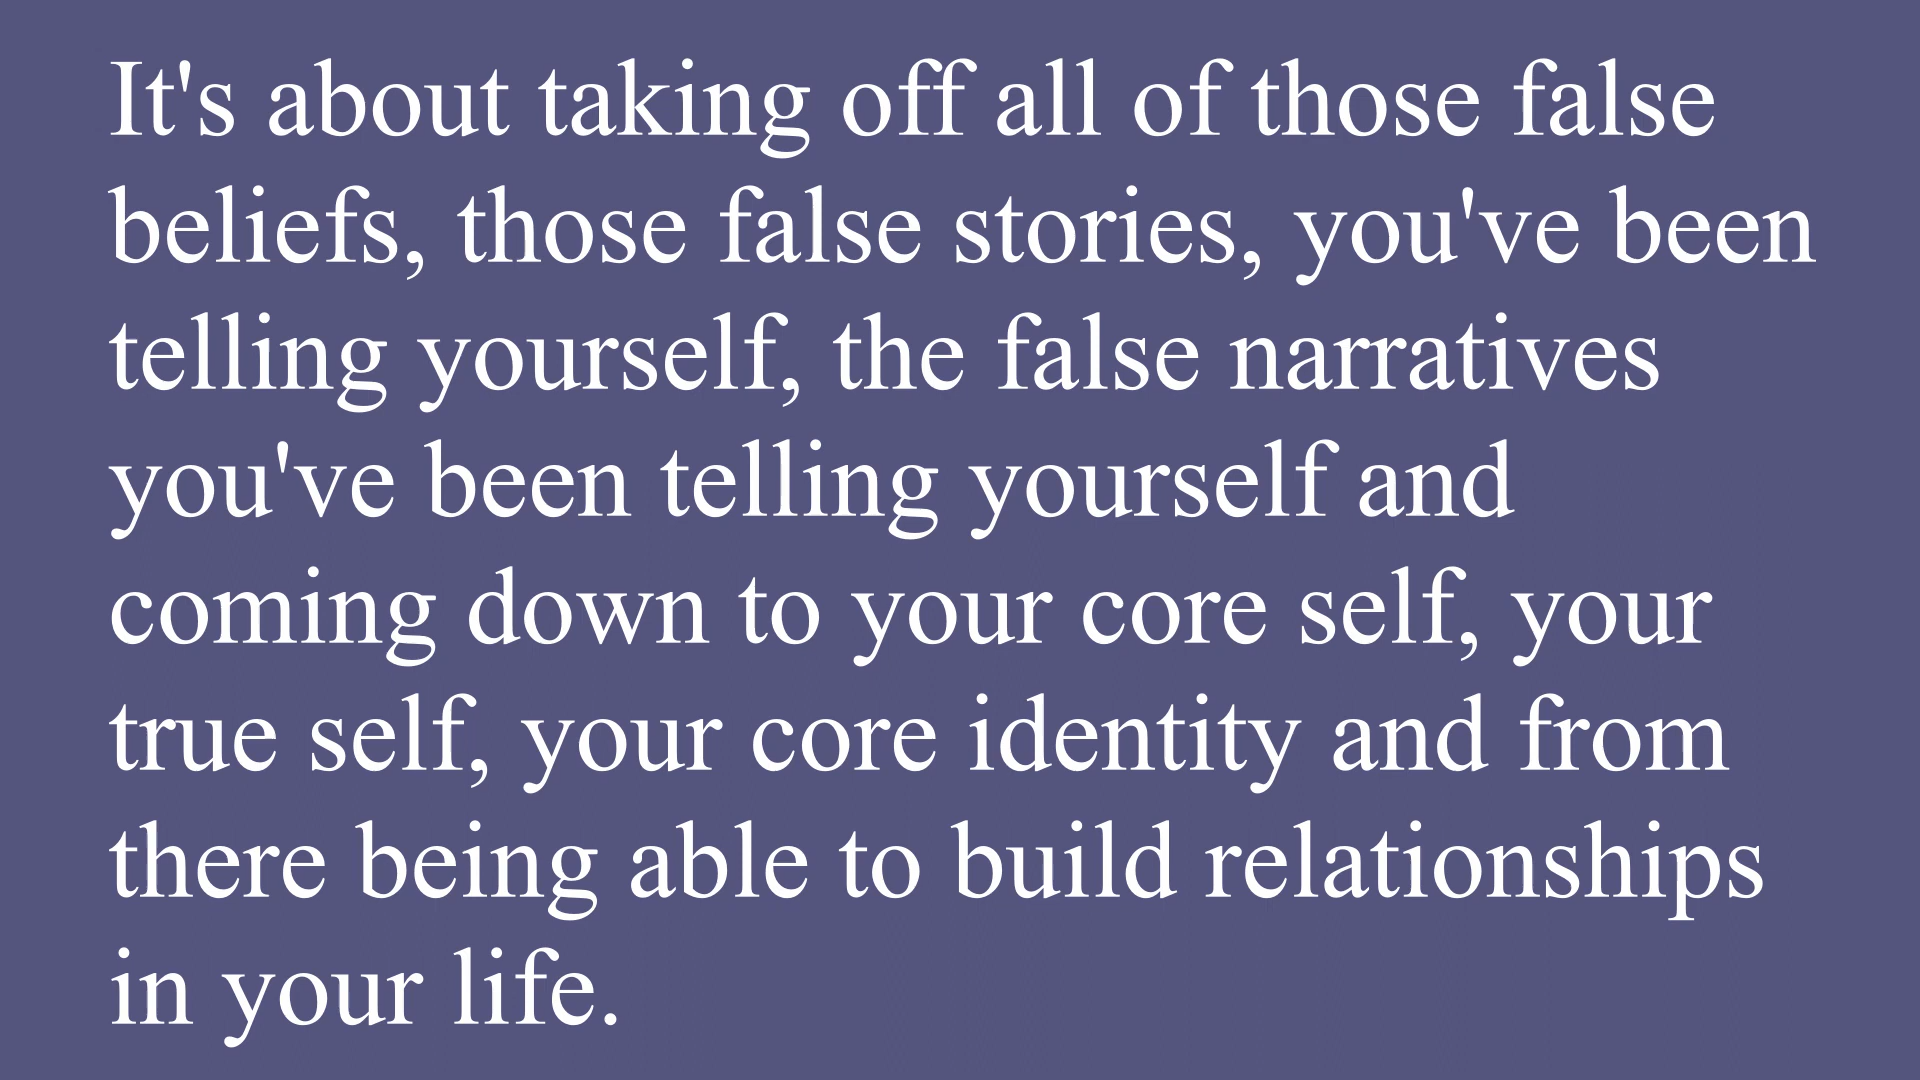 It's about taking off all of those false
beliefs, those false stories, you've been
telling yourself, the false narratives
you've been telling yourself and
coming down to your core self, your
true self, your core identity and from
there being able to build relationships
in your life.